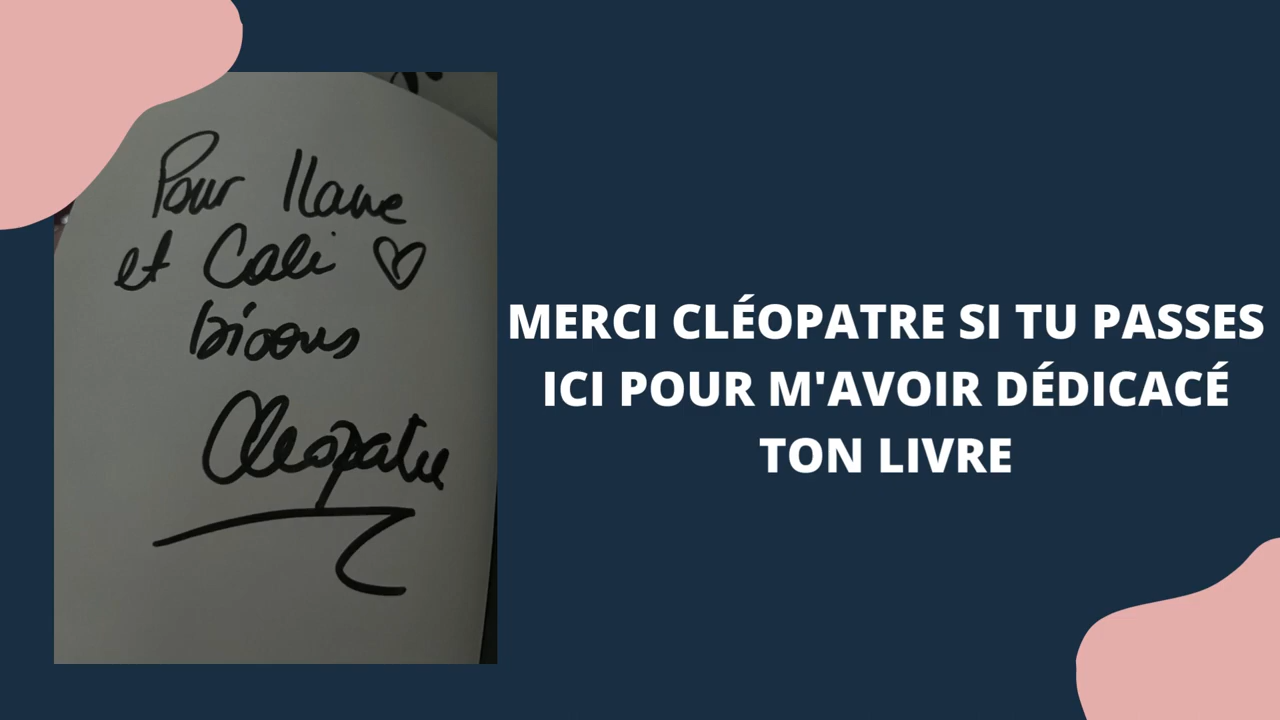 Pour Ilane
et Cali ♡
bisous
Cléopatre
MERCI CLÉOPATRE SI TU PASSES
ICI POUR M'AVOIR DÉDICACÉ
TON LIVRE